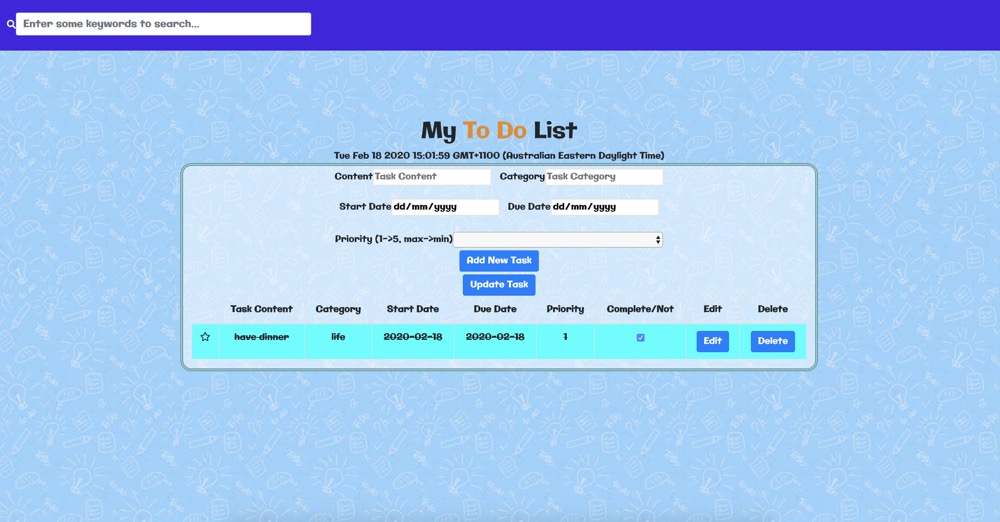 Enter some keywords to search...
My To Do List
Tue Feb 18 2020 15:01:59 GMT+1100 (Australian Eastern Daylight Time)
Content Task Content Category Task Category
Start Date dd/mm/yyyy Due Date dd/mm/yyyy
Priority (1->5, max->min)
Add New Task
Update Task
Task Content Category Start Date Due Date Priority Complete/Not Edit Delete
have dinner life 2020-02-18 2020-02-18 1 Edit Delete